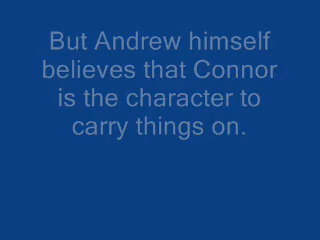 But Andrew himself
believes that Connor
is the character to
carry things on.